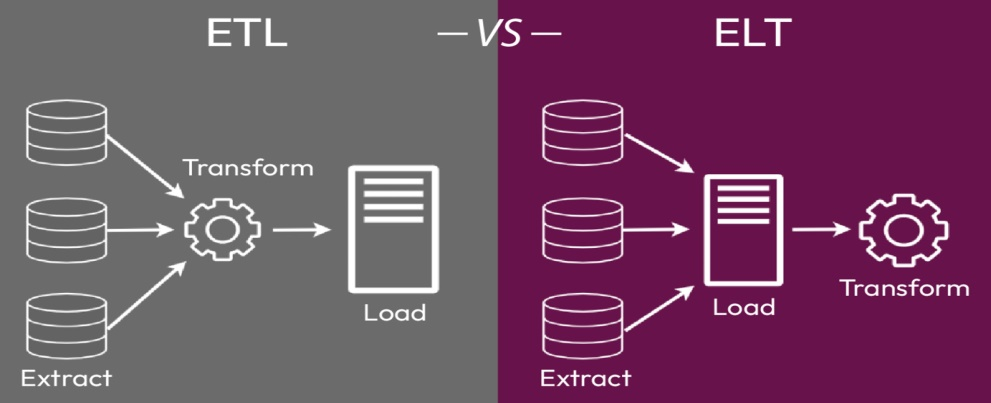 ETL
— VS —
ELT
Transform
Load
Extract
Load
Transform
Extract